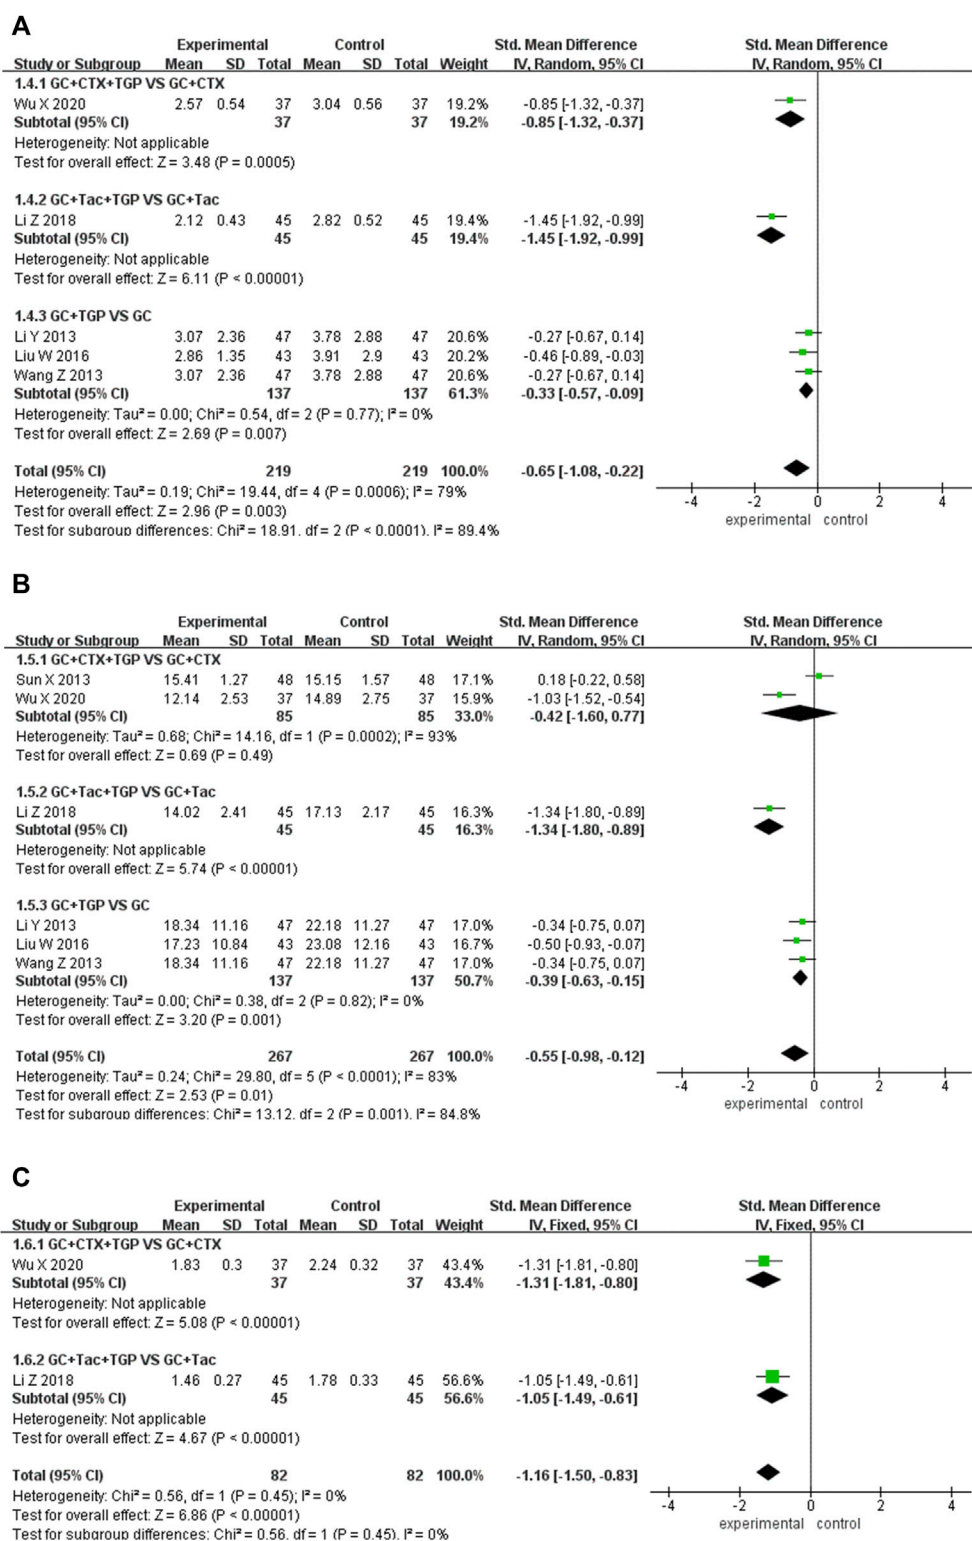 A
Experimental Control Std. Mean Difference Std. Mean Difference
Study or Subgroup Mean SD Total Mean SD Total Weight IV, Random, 95% CI IV, Random, 95% CI
1.4.1 GC+CTX+TGP VS GC+CTX
Wu X 2020 2.57 0.54 37 3.04 0.56 37 19.2% -0.85 [-1.32, -0.37]
Subtotal (95% CI) 37 37 19.2% -0.85 [-1.32, -0.37]
Heterogeneity: Not applicable
Test for overall effect: Z = 3.48 (P = 0.0005)
1.4.2 GC+Tac+TGP VS GC+Tac
Li Z 2018 2.12 0.43 45 2.82 0.52 45 19.4% -1.45 [-1.92, -0.99]
Subtotal (95% CI) 45 45 19.4% -1.45 [-1.92, -0.99]
Heterogeneity: Not applicable
Test for overall effect: Z = 6.11 (P < 0.00001)
1.4.3 GC+TGP VS GC
Li Y 2013 3.07 2.36 47 3.78 2.88 47 20.6% -0.27 [-0.67, 0.14]
Liu W 2016 2.86 1.35 43 3.91 2.9 43 20.2% -0.46 [-0.89, -0.03]
Wang Z 2013 3.07 2.36 47 3.78 2.88 47 20.6% -0.27 [-0.67, 0.14]
Subtotal (95% CI) 137 137 61.3% -0.33 [-0.57, -0.09]
Heterogeneity: Tau² = 0.00; Chi² = 0.54, df = 2 (P = 0.77); I² = 0%
Test for overall effect: Z = 2.69 (P = 0.007)
Total (95% CI) 219 219 100.0% -0.65 [-1.08, -0.22]
Heterogeneity: Tau² = 0.19; Chi² = 19.44, df = 4 (P = 0.0006); I² = 79%
Test for overall effect: Z = 2.96 (P = 0.003)
Test for subgroup differences: Chi² = 18.91, df = 2 (P < 0.0001), I² = 89.4%
-4 -2 0 2 4
experimental control
B
Experimental Control Std. Mean Difference Std. Mean Difference
Study or Subgroup Mean SD Total Mean SD Total Weight IV, Random, 95% CI IV, Random, 95% CI
1.5.1 GC+CTX+TGP VS GC+CTX
Sun X 2013 15.41 1.27 48 15.15 1.57 48 17.1% 0.18 [-0.22, 0.58]
Wu X 2020 12.14 2.53 37 14.89 2.75 37 15.9% -1.03 [-1.52, -0.54]
Subtotal (95% CI) 85 85 33.0% -0.42 [-1.60, 0.77]
Heterogeneity: Tau² = 0.68; Chi² = 14.16, df = 1 (P = 0.0002); I² = 93%
Test for overall effect: Z = 0.69 (P = 0.49)
1.5.2 GC+Tac+TGP VS GC+Tac
Li Z 2018 14.02 2.41 45 17.13 2.17 45 16.3% -1.34 [-1.80, -0.89]
Subtotal (95% CI) 45 45 16.3% -1.34 [-1.80, -0.89]
Heterogeneity: Not applicable
Test for overall effect: Z = 5.74 (P < 0.00001)
1.5.3 GC+TGP VS GC
Li Y 2013 18.34 11.16 47 22.18 11.27 47 17.0% -0.34 [-0.75, 0.07]
Liu W 2016 17.23 10.84 43 23.08 12.16 43 16.7% -0.50 [-0.93, -0.07]
Wang Z 2013 18.34 11.16 47 22.18 11.27 47 17.0% -0.34 [-0.75, 0.07]
Subtotal (95% CI) 137 137 50.7% -0.39 [-0.63, -0.15]
Heterogeneity: Tau² = 0.00; Chi² = 0.38, df = 2 (P = 0.82); I² = 0%
Test for overall effect: Z = 3.20 (P = 0.001)
Total (95% CI) 267 267 100.0% -0.55 [-0.98, -0.12]
Heterogeneity: Tau² = 0.24; Chi² = 29.80, df = 5 (P < 0.0001); I² = 83%
Test for overall effect: Z = 2.53 (P = 0.01)
Test for subgroup differences: Chi² = 13.12, df = 2 (P = 0.001), I² = 84.8%
-4 -2 0 2 4
experimental control
C
Experimental Control Std. Mean Difference Std. Mean Difference
Study or Subgroup Mean SD Total Mean SD Total Weight IV, Fixed, 95% CI IV, Fixed, 95% CI
1.6.1 GC+CTX+TGP VS GC+CTX
Wu X 2020 1.83 0.3 37 2.24 0.32 37 43.4% -1.31 [-1.81, -0.80]
Subtotal (95% CI) 37 37 43.4% -1.31 [-1.81, -0.80]
Heterogeneity: Not applicable
Test for overall effect: Z = 5.08 (P < 0.00001)
1.6.2 GC+Tac+TGP VS GC+Tac
Li Z 2018 1.46 0.27 45 1.78 0.33 45 56.6% -1.05 [-1.49, -0.61]
Subtotal (95% CI) 45 45 56.6% -1.05 [-1.49, -0.61]
Heterogeneity: Not applicable
Test for overall effect: Z = 4.67 (P < 0.00001)
Total (95% CI) 82 82 100.0% -1.16 [-1.50, -0.83]
Heterogeneity: Chi² = 0.56, df = 1 (P = 0.45); I² = 0%
Test for overall effect: Z = 6.86 (P < 0.00001)
Test for subgroup differences: Chi² = 0.56, df = 1 (P = 0.45), I² = 0%
-4 -2 0 2 4
experimental control